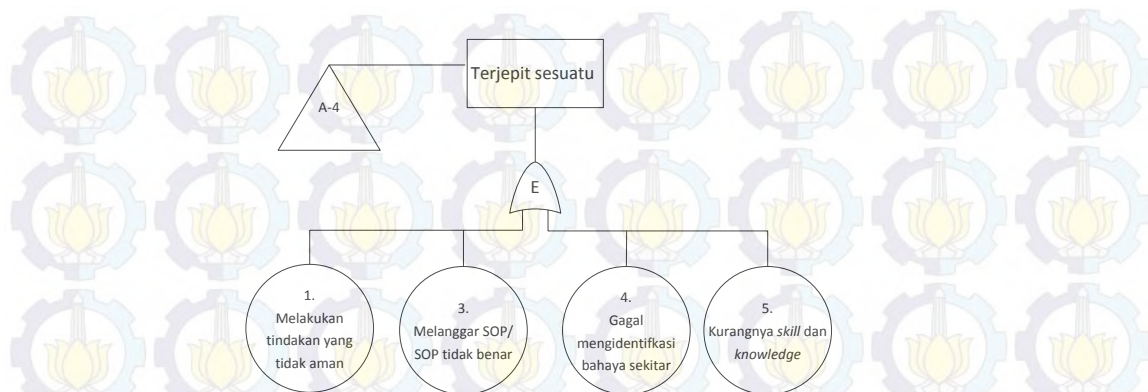 Terjepit sesuatu
A-4
E
1.
Melakukan
tindakan yang
tidak aman
3.
Melanggar SOP/
SOP tidak benar
4.
Gagal
mengidentifkasi
bahaya sekitar
5.
Kurangnya skill dan
knowledge